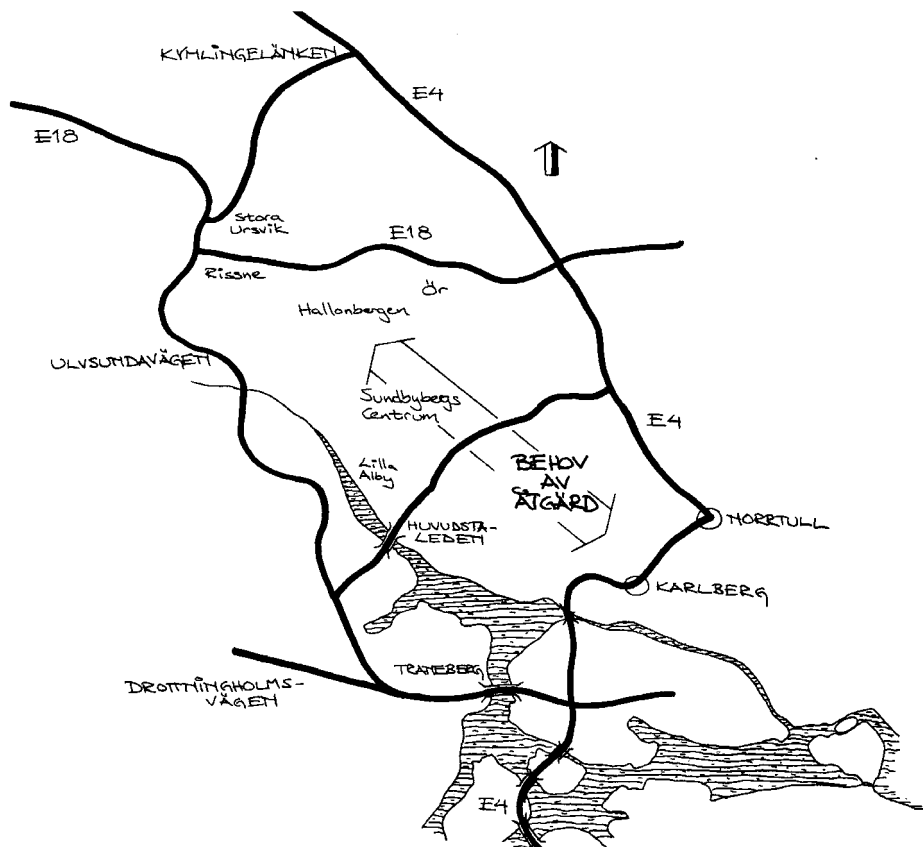 KYMLINGELÄNKEN
E4
E18
Stora
Ursvik
E18
Rissne
Ör
Hallonbergen
ULVSUNDAVÄGEN
Sundbybergs
Centrum
E4
Lilla
Alby
BEHOV
AV
ÅTGÄRD
HUVUDSTA-
LEDEN
NORRTULL
KARLBERG
TRANEBERG
DROTTNINGHOLMS-
VÄGEN
E4